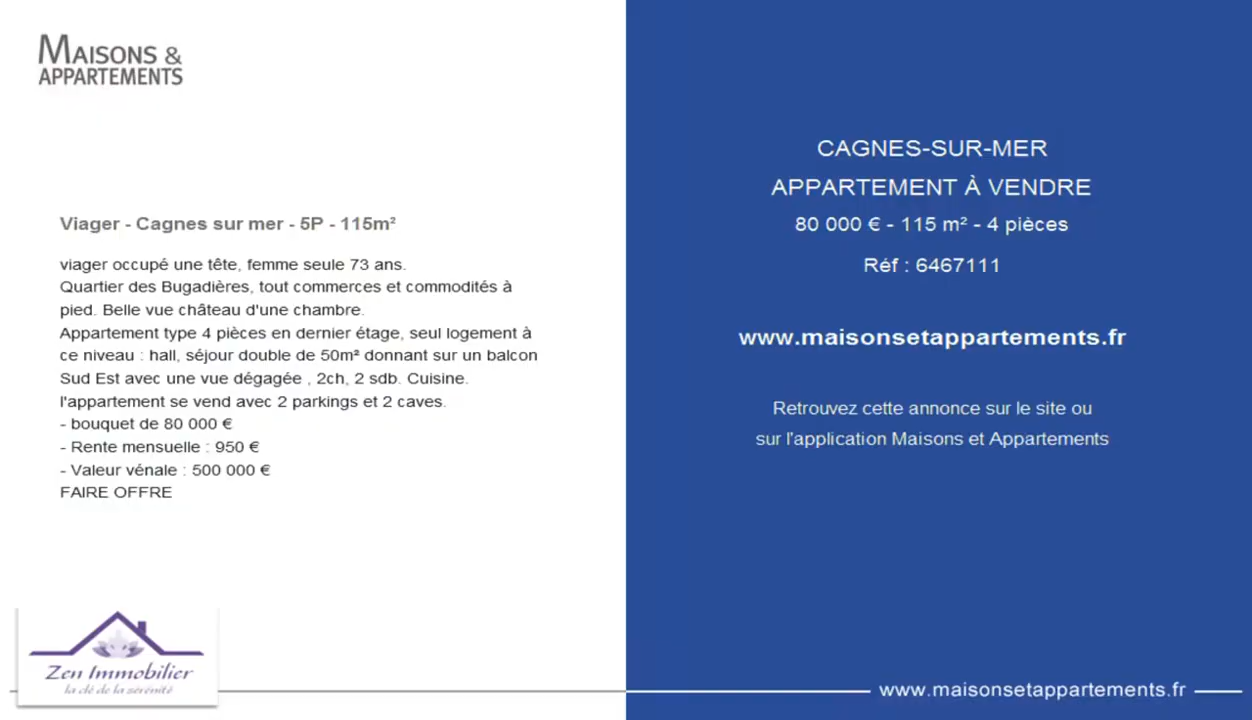 MAISONS &
APPARTEMENTS
Viager - Cagnes sur mer - 5P - 115m²
viager occupé une tête, femme seule 73 ans.
Quartier des Bugadières, tout commerces et commodités à
pied. Belle vue château d'une chambre.
Appartement type 4 pièces en dernier étage, seul logement à
ce niveau : hall, séjour double de 50m² donnant sur un balcon
Sud Est avec une vue dégagée , 2ch, 2 sdb. Cuisine.
l'appartement se vend avec 2 parkings et 2 caves.
- bouquet de 80 000 €
- Rente mensuelle : 950 €
- Valeur vénale : 500 000 €
FAIRE OFFRE
Zen Immobilier
la clé de la sérénité
CAGNES-SUR-MER
APPARTEMENT À VENDRE
80 000 € - 115 m² - 4 pièces
Réf : 6467111
www.maisonsetappartements.fr
Retrouvez cette annonce sur le site ou
sur l'application Maisons et Appartements
www.maisonsetappartements.fr